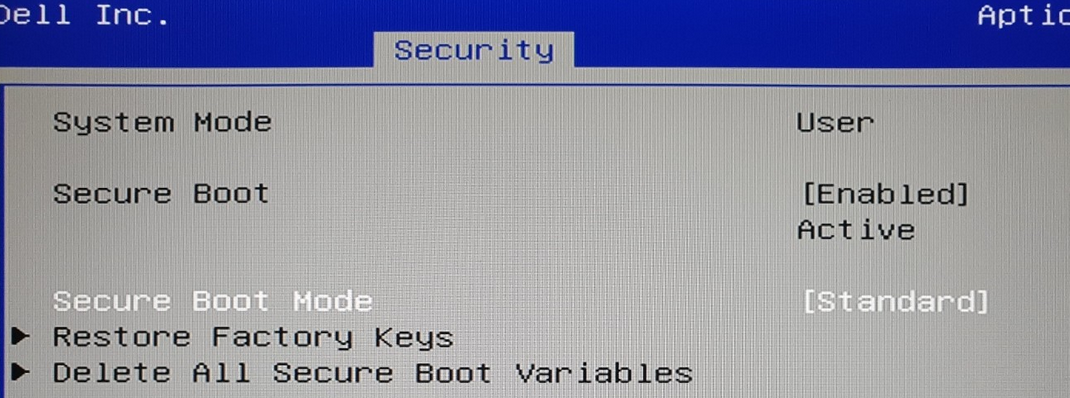 Dell Inc.
Security
System Mode User
Secure Boot [Enabled]
Active
Secure Boot Mode [Standard]
Restore Factory Keys
Delete All Secure Boot Variables